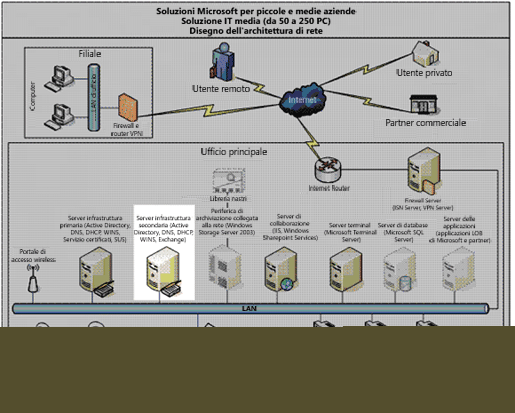 Soluzioni Microsoft per piccole e medie aziende
Soluzione IT media (da 50 a 250 PC)
Disegno dell'architettura di rete
Filiale
Computer
LAN di ufficio
Firewall e
router VPN
Utente remoto
Internet
Utente privato
Partner commerciale
Ufficio principale
Internet Router
Firewall Server
(ISN Server, VPN Server)
Libreria nastri
Portale di
accesso wireless
Server infrastruttura
primaria (Active Directory,
DNS, DHCP, WINS,
Servizio certificati, SUS)
Server infrastruttura
secondaria (Active
Directory, DNS, DHCP,
WINS, Exchange)
Periferica di
archiviazione collegata
alla rete (Windows
Storage Server 2003)
Server di
collaborazione
(IIS, Windows
Sharepoint Services)
Server terminal
(Microsoft Terminal
Server)
Server di database
(Microsoft SQL
Server)
Server delle
applicazioni
(applicazioni LOB
di Microsoft e partner)
LAN